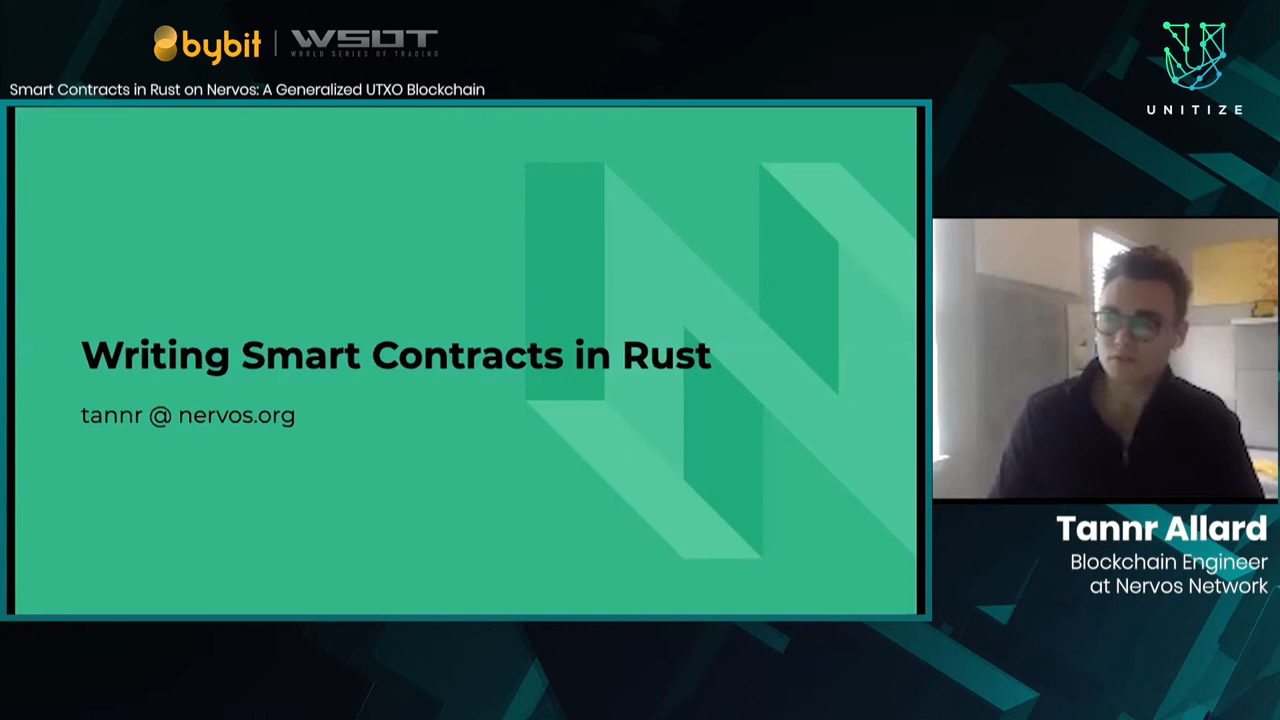 bybit
WSOT
WORLD SERIES OF TRADING
Smart Contracts in Rust on Nervos: A Generalized UTXO Blockchain
UNITIZE
Writing Smart Contracts in Rust
tannr @ nervos.org
Tannr Allard
Blockchain Engineer
at Nervos Network